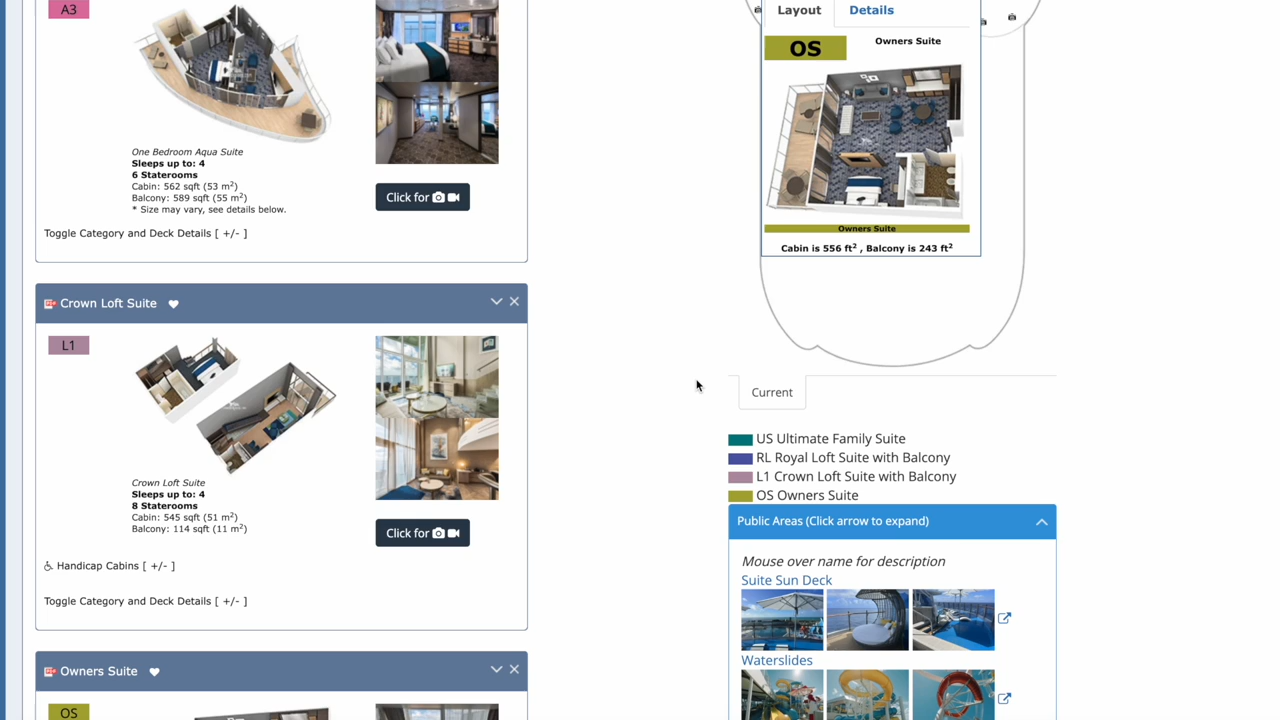 A3
One Bedroom Aqua Suite
Sleeps up to: 4
6 Staterooms
Cabin: 562 sqft (53 m²)
Balcony: 589 sqft (55 m²)
* Size may vary, see details below.
Click for
Toggle Category and Deck Details [ +/- ]
Crown Loft Suite
L1
Crown Loft Suite
Sleeps up to: 4
8 Staterooms
Cabin: 545 sqft (51 m²)
Balcony: 114 sqft (11 m²)
Click for
Handicap Cabins [ +/- ]
Toggle Category and Deck Details [ +/- ]
Owners Suite
OS
Layout Details
OS Owners Suite
Owners Suite
Cabin is 556 ft² , Balcony is 243 ft²
Current
US Ultimate Family Suite
RL Royal Loft Suite with Balcony
L1 Crown Loft Suite with Balcony
OS Owners Suite
Public Areas (Click arrow to expand)
Mouse over name for description
Suite Sun Deck
Waterslides